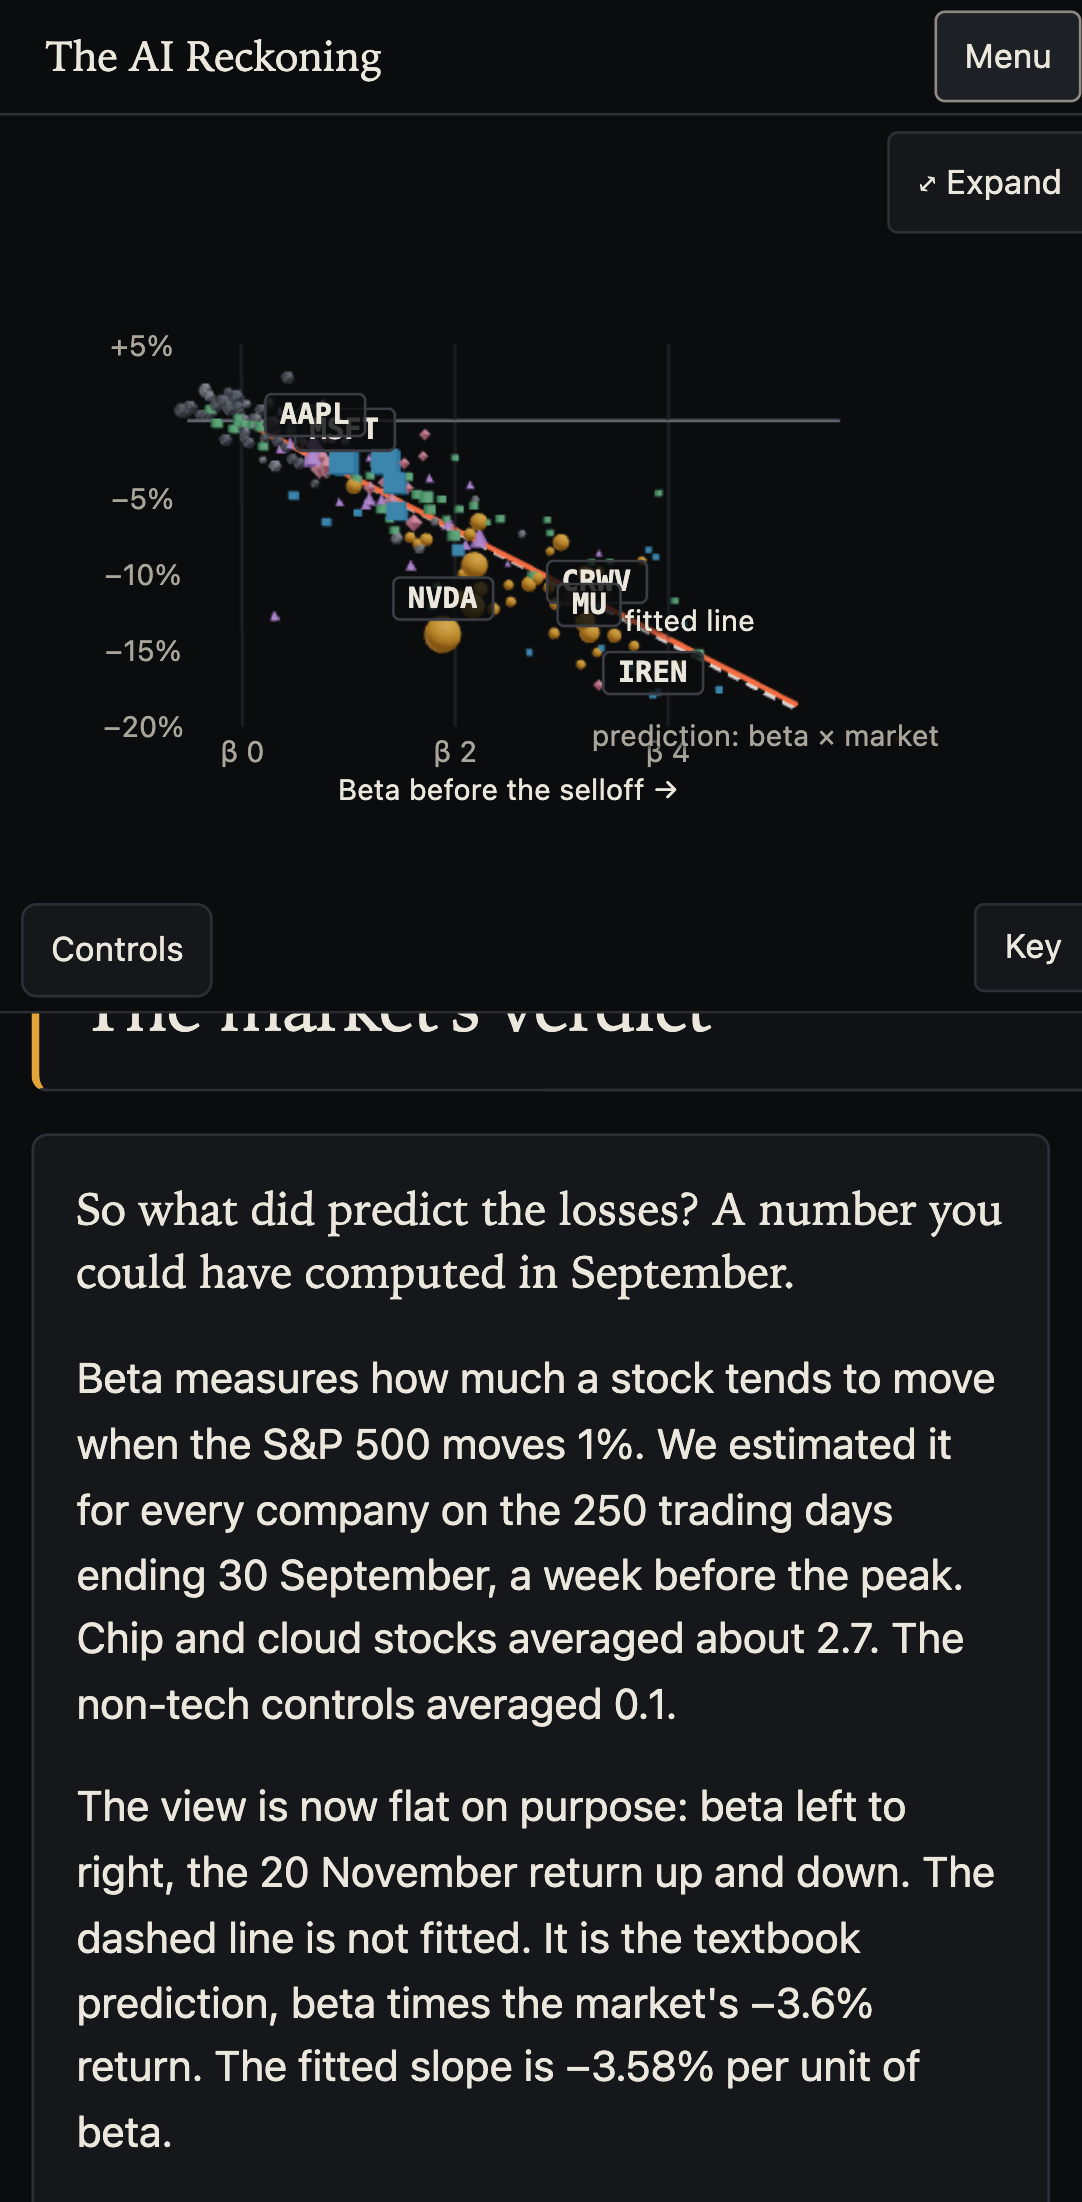 The AI Reckoning
Menu
⤢ Expand
+5%
AAPL
MSFT
−5%
−10%
CRWV
NVDA
MU
fitted line
−15%
IREN
−20%
prediction: beta × market
β 0
β 2
β 4
Beta before the selloff →
Controls
Key
The market's verdict
So what did predict the losses? A number you
could have computed in September.
Beta measures how much a stock tends to move
when the S&P 500 moves 1%. We estimated it
for every company on the 250 trading days
ending 30 September, a week before the peak.
Chip and cloud stocks averaged about 2.7. The
non-tech controls averaged 0.1.
The view is now flat on purpose: beta left to
right, the 20 November return up and down. The
dashed line is not fitted. It is the textbook
prediction, beta times the market's −3.6%
return. The fitted slope is −3.58% per unit of
beta.